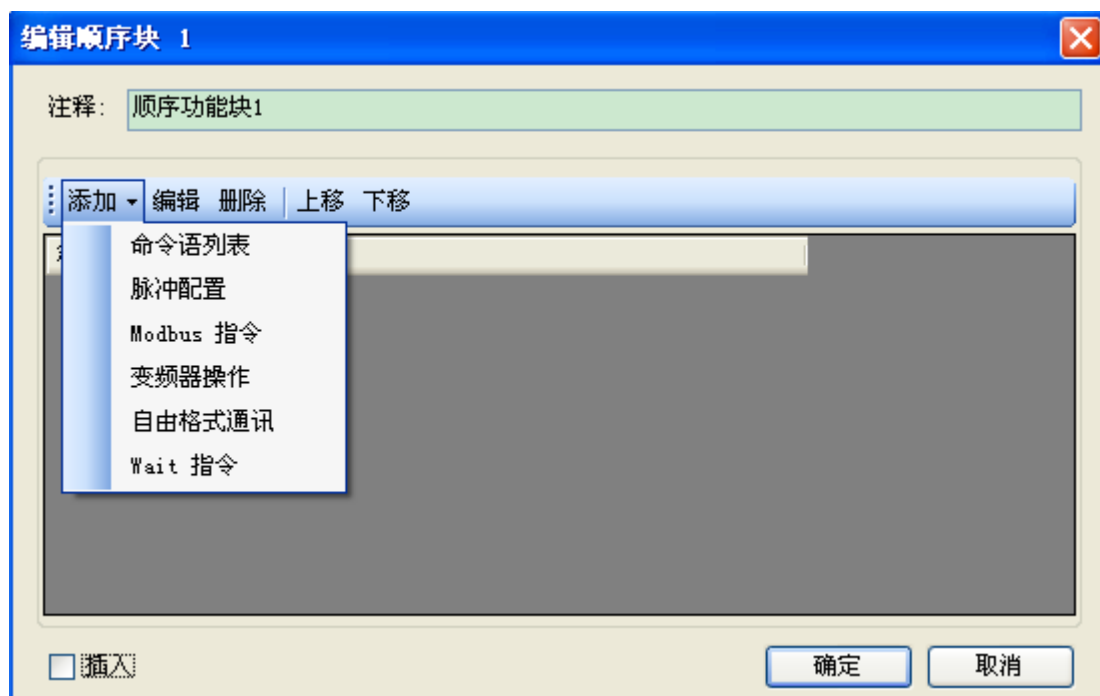 编辑顺序块 1
注释: 顺序功能块1
添加 编辑 删除 上移 下移
命令语列表
脉冲配置
Modbus 指令
变频器操作
自由格式通讯
Wait 指令
插入 确定 取消